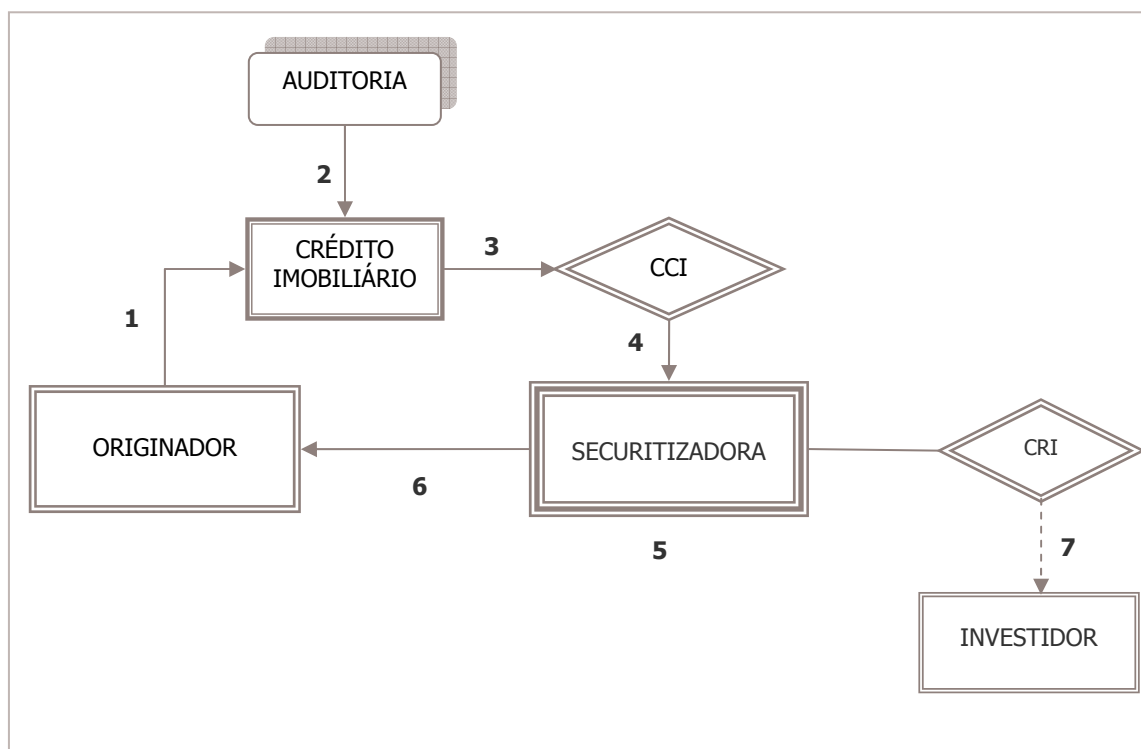 AUDITORIA
2
CRÉDITO
IMOBILIÁRIO
3
CCI
1
4
ORIGINADOR
SECURITIZADORA
CRI
6
5
7
INVESTIDOR